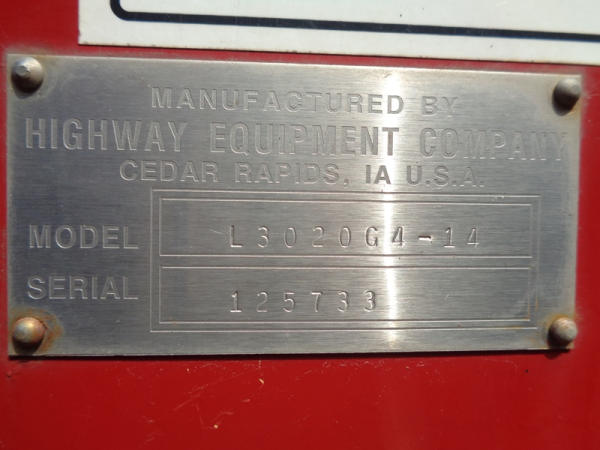 MANUFACTURED BY
HIGHWAY EQUIPMENT COMPANY
CEDAR RAPIDS, IA U.S.A.
MODEL L3020G4-14
SERIAL 125733